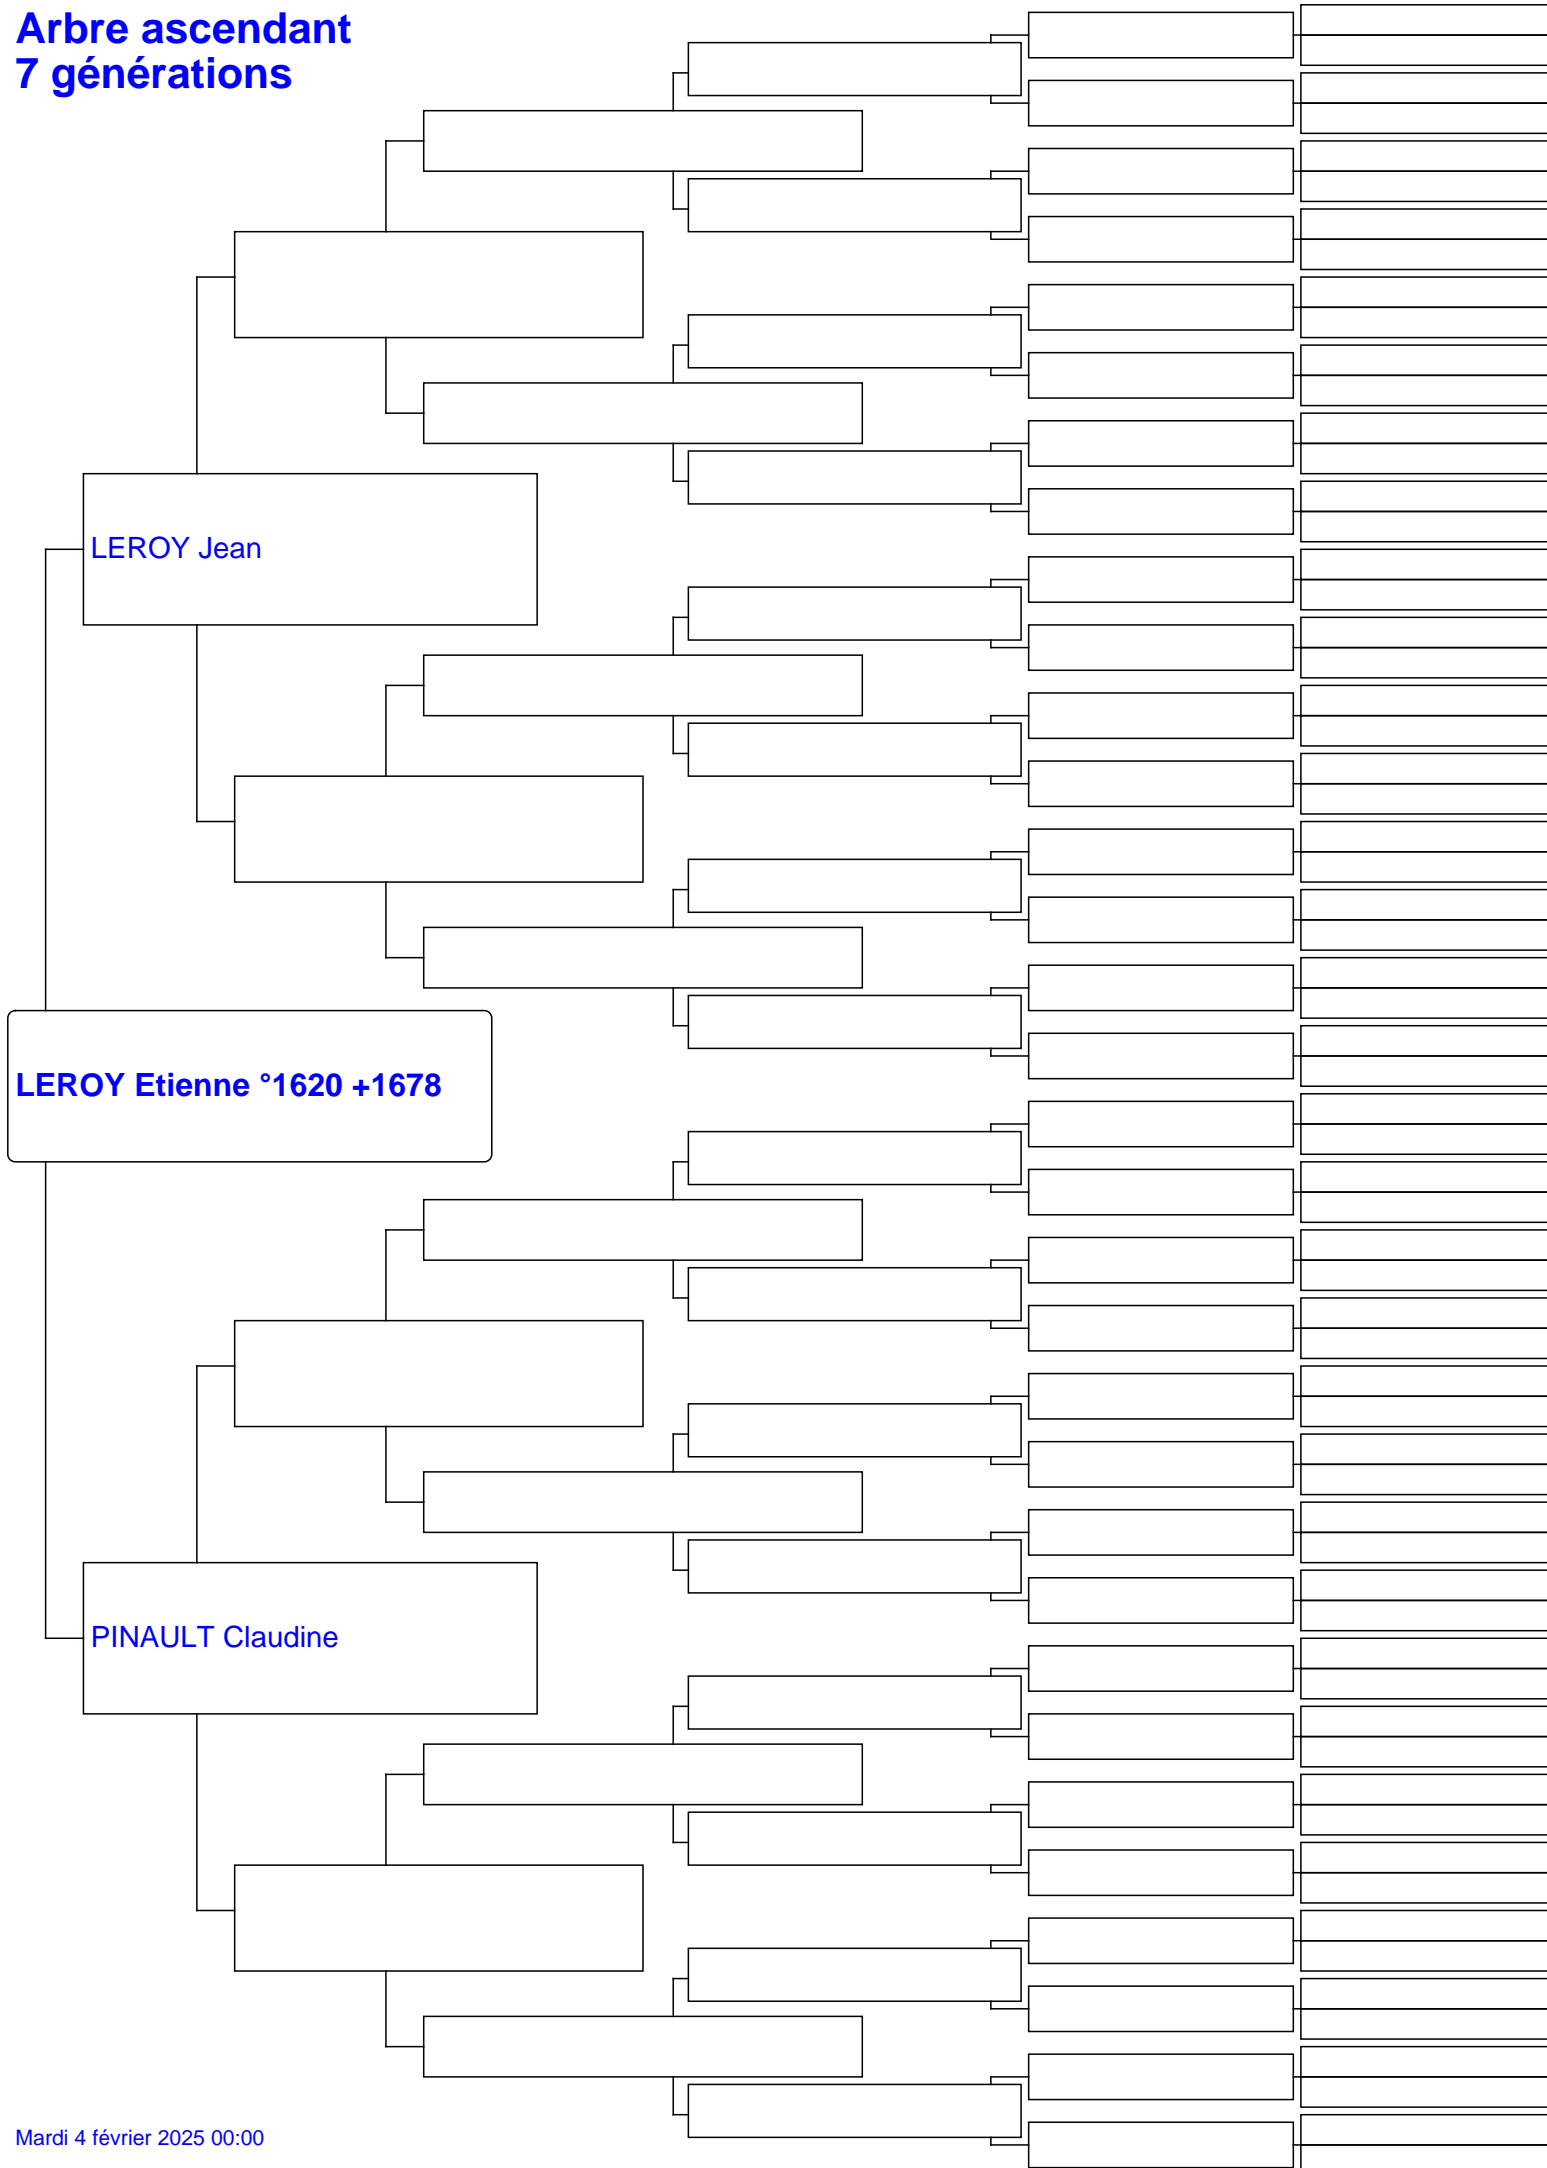 Arbre ascendant
7 générations
LEROY Jean
LEROY Etienne °1620 +1678
PINAULT Claudine
Mardi 4 février 2025 00:00